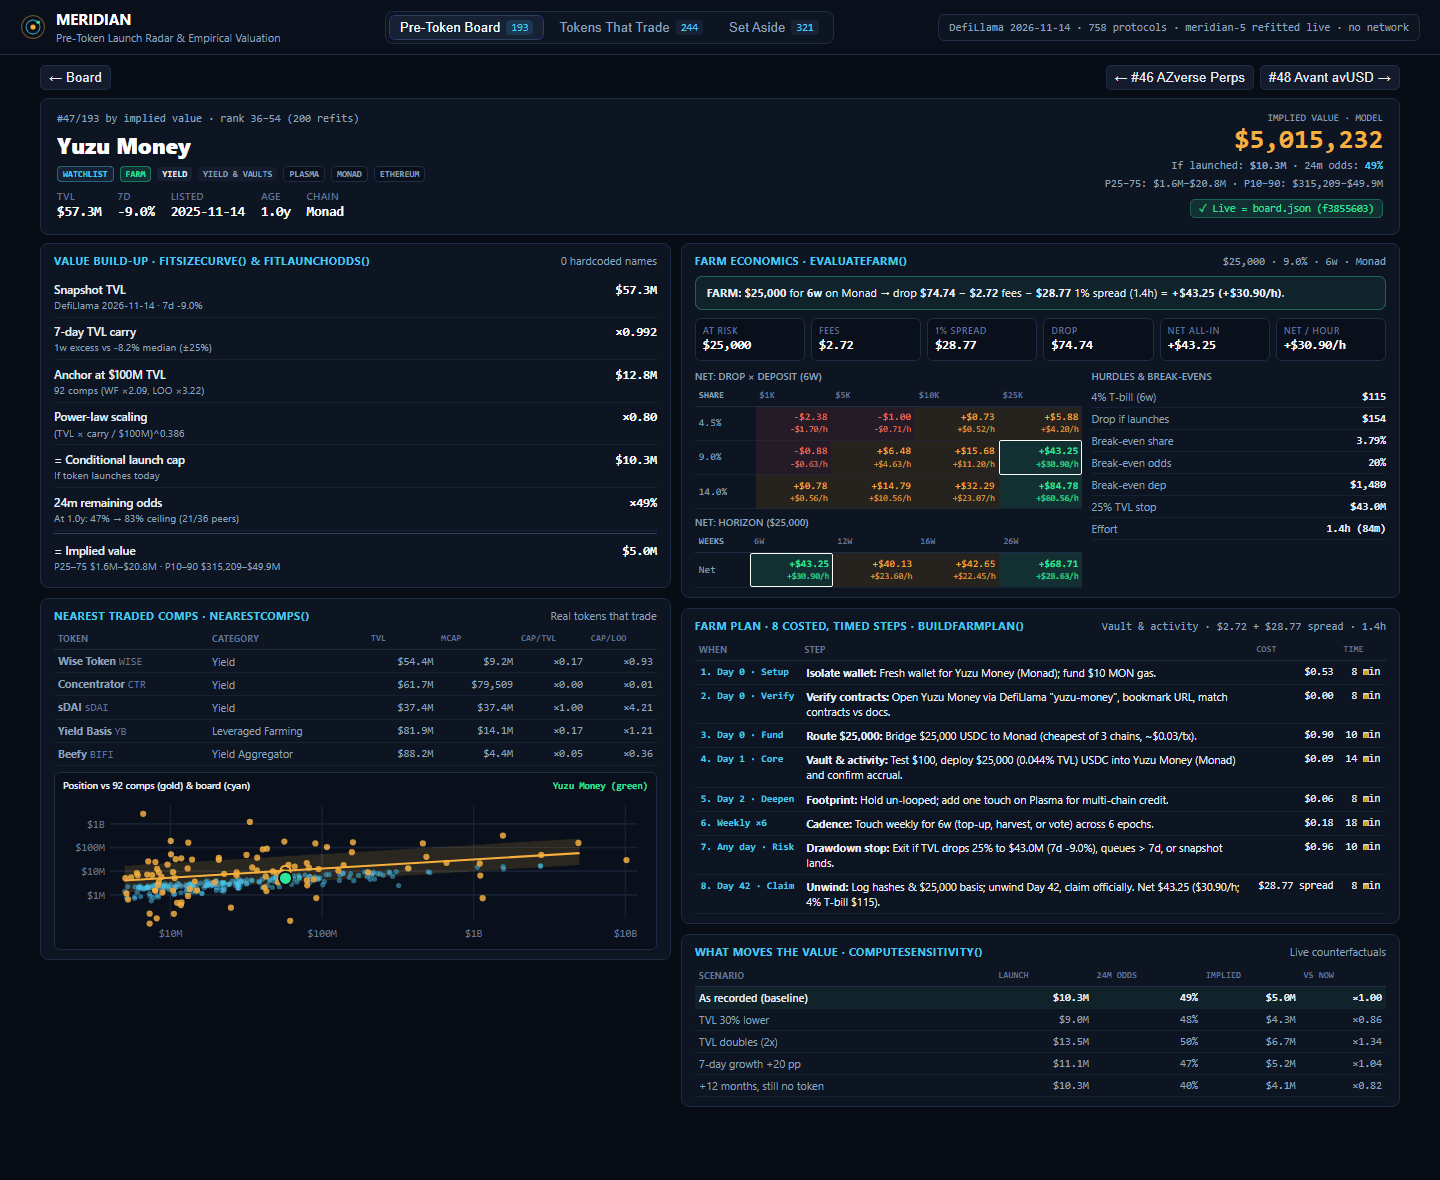 MERIDIAN
Pre-Token Launch Radar & Empirical Valuation
Pre-Token Board 193
Tokens That Trade 244
Set Aside 321
DefiLlama 2026-11-14 · 758 protocols · meridian-5 refitted live · no network
← Board
← #46 AZverse Perps
#48 Avant avUSD →
#47/193 by implied value · rank 36–54 (200 refits)
Yuzu Money
WATCHLIST FARM YIELD YIELD & VAULTS PLASMA MONAD ETHEREUM
TVL 7D LISTED AGE CHAIN
$57.3M -9.0% 2025-11-14 1.0y Monad
IMPLIED VALUE · MODEL
$5,015,232
If launched: $10.3M · 24m odds: 49%
P25–75: $1.6M–$20.8M · P10–90: $315,209–$49.9M
✓ Live = board.json (f3855603)
VALUE BUILD-UP · FITSIZECURVE() & FITLAUNCHODDS()
0 hardcoded names
Snapshot TVL $57.3M
DefiLlama 2026-11-14 · 7d -9.0%
7-day TVL carry ×0.992
1w excess vs -8.2% median (±25%)
Anchor at $100M TVL $12.8M
92 comps (WF ×2.09, LOO ×3.22)
Power-law scaling ×0.80
(TVL × carry / $100M)^0.386
= Conditional launch cap $10.3M
If token launches today
24m remaining odds ×49%
At 1.0y: 47% → 83% ceiling (21/36 peers)
= Implied value $5.0M
P25–P75 $1.6M–$20.8M · P10–P90 $315,209–$49.9M
NEAREST TRADED COMPS · NEARESTCOMPS()
Real tokens that trade
TOKEN CATEGORY TVL MCAP CAP/TVL CAP/LOO
Wise Token WISE Yield $54.4M $9.2M ×0.17 ×0.93
Concentrator CTR Yield $61.7M $79,509 ×0.00 ×0.01
sDAI sDAI Yield $37.4M $37.4M ×1.00 ×4.21
Yield Basis YB Leveraged Farming $81.9M $14.1M ×0.17 ×1.21
Beefy BIFI Yield Aggregator $88.2M $4.4M ×0.05 ×0.36
Position vs 92 comps (gold) & board (cyan)
Yuzu Money (green)
$1B
$100M
$10M
$1M
$10M $100M $1B $10B
FARM ECONOMICS · EVALUATEFARM()
$25,000 · 9.0% · 6w · Monad
FARM: $25,000 for 6w on Monad → drop $74.74 − $2.72 fees − $28.77 1% spread (1.4h) = +$43.25 (+$30.90/h).
AT RISK FEES 1% SPREAD DROP NET ALL-IN NET / HOUR
$25,000 $2.72 $28.77 $74.74 +$43.25 +$30.90/h
NET: DROP × DEPOSIT (6W)
SHARE $1K $5K $10K $25K
4.5% -$2.38 -$1.00 +$0.73 +$5.88
-$1.70/h -$0.71/h +$0.52/h +$4.20/h
9.0% -$0.88 +$6.48 +$15.68 +$43.25
-$0.63/h +$4.63/h +$11.20/h +$30.90/h
14.0% +$0.78 +$14.79 +$32.29 +$84.78
+$0.56/h +$10.56/h +$23.07/h +$60.56/h
NET: HORIZON ($25,000)
WEEKS 6W 12W 16W 26W
Net +$43.25 +$40.13 +$42.65 +$68.71
+$30.90/h +$23.60/h +$22.45/h +$28.63/h
HURDLES & BREAK-EVENS
4% T-bill (6w) $115
Drop if launches $154
Break-even share 3.79%
Break-even odds 20%
Break-even dep $1,480
25% TVL stop $43.0M
Effort 1.4h (84m)
FARM PLAN · 8 COSTED, TIMED STEPS · BUILDFARMPLAN()
Vault & activity · $2.72 + $28.77 spread · 1.4h
WHEN STEP COST TIME
1. Day 0 · Setup Isolate wallet: Fresh wallet for Yuzu Money (Monad); fund $10 MON gas. $0.53 8 min
2. Day 0 · Verify Verify contracts: Open Yuzu Money via DefiLlama "yuzu-money", bookmark URL, match $0.00 8 min
contracts vs docs.
3. Day 0 · Fund Route $25,000: Bridge $25,000 USDC to Monad (cheapest of 3 chains, ~$0.03/tx). $0.90 10 min
4. Day 1 · Core Vault & activity: Test $100, deploy $25,000 (0.044% TVL) USDC into Yuzu Money (Monad) $0.09 14 min
and confirm accrual.
5. Day 2 · Deepen Footprint: Hold un-looped; add one touch on Plasma for multi-chain credit. $0.06 8 min
6. Weekly ×6 Cadence: Touch weekly for 6w (top-up, harvest, or vote) across 6 epochs. $0.18 18 min
7. Any day · Risk Drawdown stop: Exit if TVL drops 25% to $43.0M (7d -9.0%), queues > 7d, or snapshot $0.96 10 min
lands.
8. Day 42 · Claim Unwind: Log hashes & $25,000 basis; unwind Day 42, claim officially. Net $43.25 ($30.90/h; $28.77 spread 8 min
4% T-bill $115).
WHAT MOVES THE VALUE · COMPUTESENSITIVITY()
Live counterfactuals
SCENARIO LAUNCH 24M ODDS IMPLIED VS NOW
As recorded (baseline) $10.3M 49% $5.0M ×1.00
TVL 30% lower $9.0M 48% $4.3M ×0.86
TVL doubles (2x) $13.5M 50% $6.7M ×1.34
7-day growth +20 pp $11.1M 47% $5.2M ×1.04
+12 months, still no token $10.3M 40% $4.1M ×0.82